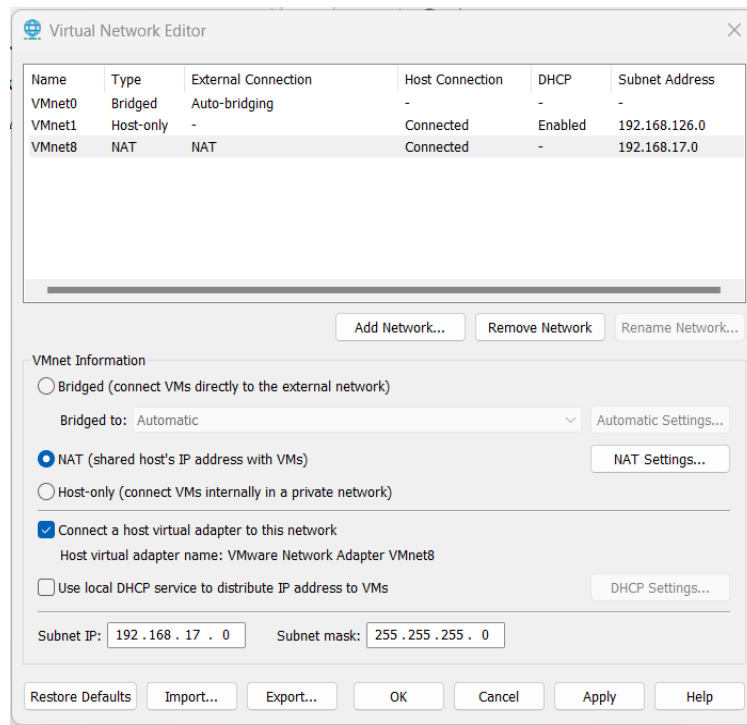 Virtual Network Editor
Name Type External Connection Host Connection DHCP Subnet Address
VMnet0 Bridged Auto-bridging - - -
VMnet1 Host-only - Connected Enabled 192.168.126.0
VMnet8 NAT NAT Connected - 192.168.17.0
Add Network... Remove Network Rename Network...
VMnet Information
Bridged (connect VMs directly to the external network)
Bridged to: Automatic Automatic Settings...
NAT (shared host's IP address with VMs) NAT Settings...
Host-only (connect VMs internally in a private network)
Connect a host virtual adapter to this network
Host virtual adapter name: VMware Network Adapter VMnet8
Use local DHCP service to distribute IP address to VMs DHCP Settings...
Subnet IP: 192 . 168 . 17 . 0 Subnet mask: 255 . 255 . 255 . 0
Restore Defaults Import... Export... OK Cancel Apply Help